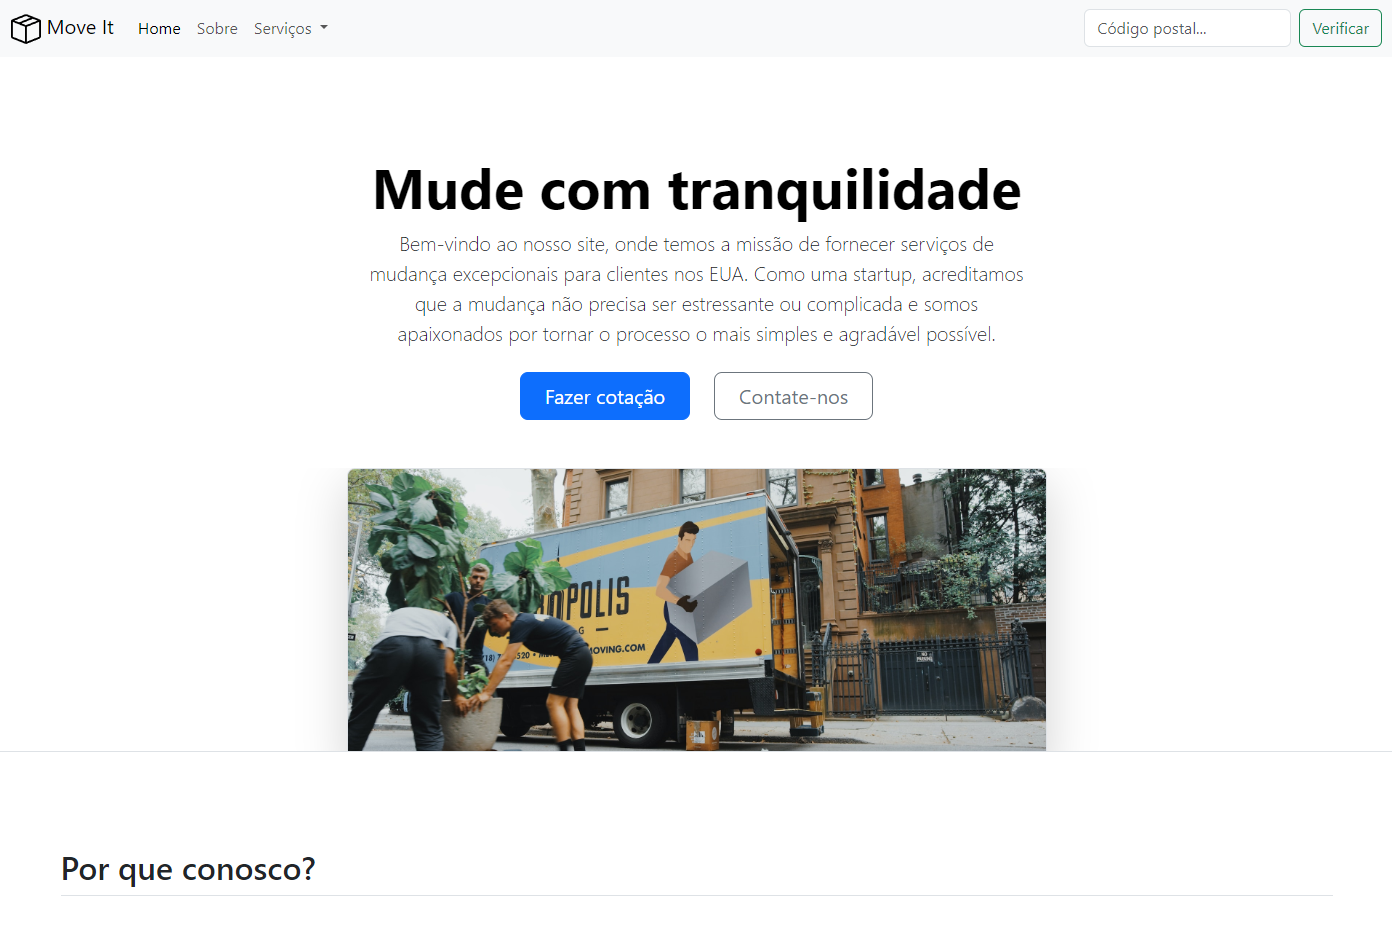 Move It Home Sobre Serviços Código postal... Verificar
Mude com tranquilidade
Bem-vindo ao nosso site, onde temos a missão de fornecer serviços de
mudança excepcionais para clientes nos EUA. Como uma startup, acreditamos
que a mudança não precisa ser estressante ou complicada e somos
apaixonados por tornar o processo o mais simples e agradável possível.
Fazer cotação Contate-nos
POLIS
MOVING.COM
NO
PARKING
Por que conosco?